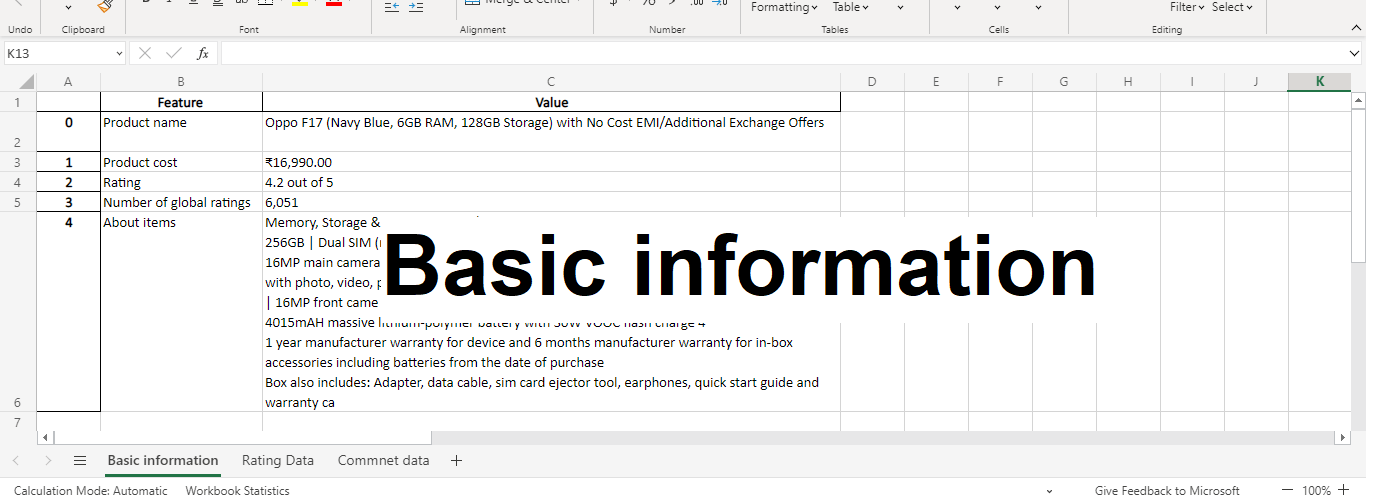 Merge & Center
Formatting Table
Filter Select
Undo Clipboard Font Alignment Number Tables Cells Editing
K13 fx
A B C D E F G H I J K
1 Feature Value
2 0 Product name Oppo F17 (Navy Blue, 6GB RAM, 128GB Storage) with No Cost EMI/Additional Exchange Offers
3 1 Product cost ₹16,990.00
4 2 Rating 4.2 out of 5
5 3 Number of global ratings 6,051
6 4 About items Memory, Storage &
256GB | Dual SIM
16MP main camera
with photo, video,
| 16MP front came
Basic information
4015mAH massive lithium-polymer battery with 30W VOOC flash charge 4
1 year manufacturer warranty for device and 6 months manufacturer warranty for in-box
accessories including batteries from the date of purchase
Box also includes: Adapter, data cable, sim card ejector tool, earphones, quick start guide and
warranty ca
7
Basic information Rating Data Commnet data +
Calculation Mode: Automatic Workbook Statistics Give Feedback to Microsoft 100%